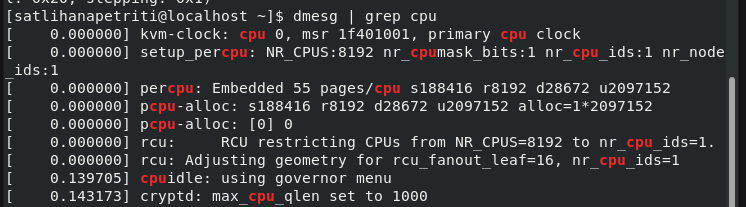 [satlihanapetriti@localhost ~]$ dmesg | grep cpu
[    0.000000] kvm-clock: cpu 0, msr 1f401001, primary cpu clock
[    0.000000] setup_percpu: NR_CPUS:8192 nr_cpumask_bits:1 nr_cpu_ids:1 nr_node
_ids:1
[    0.000000] percpu: Embedded 55 pages/cpu s188416 r8192 d28672 u2097152
[    0.000000] pcpu-alloc: s188416 r8192 d28672 u2097152 alloc=1*2097152
[    0.000000] pcpu-alloc: [0] 0
[    0.000000] rcu:     RCU restricting CPUs from NR_CPUS=8192 to nr_cpu_ids=1.
[    0.000000] rcu: Adjusting geometry for rcu_fanout_leaf=16, nr_cpu_ids=1
[    0.139705] cpuidle: using governor menu
[    0.143173] cryptd: max_cpu_qlen set to 1000